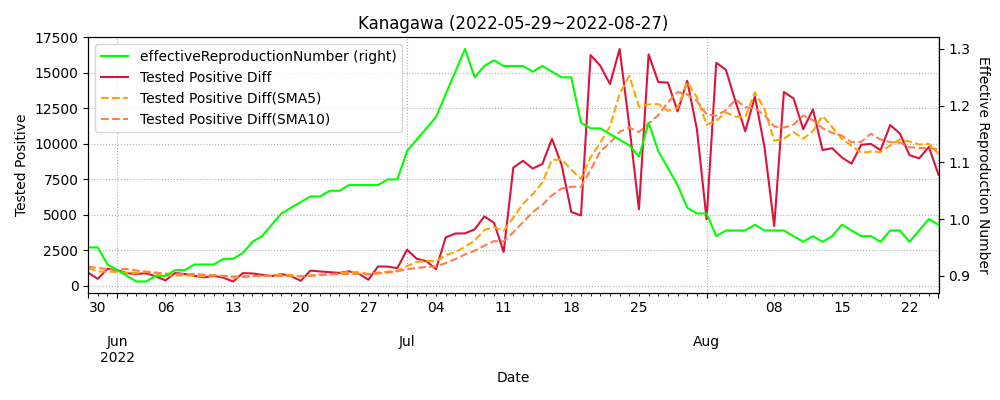 Kanagawa (2022-05-29~2022-08-27)
effectiveReproductionNumber (right)
Tested Positive Diff
Tested Positive Diff(SMA5)
Tested Positive Diff(SMA10)
Tested Positive
17500
15000
12500
10000
7500
5000
2500
0
Effective Reproduction Number
1.3
1.2
1.1
1.0
0.9
30 06 13 20 27 04 11 18 25 08 15 22
Jun Jul Aug
2022
Date